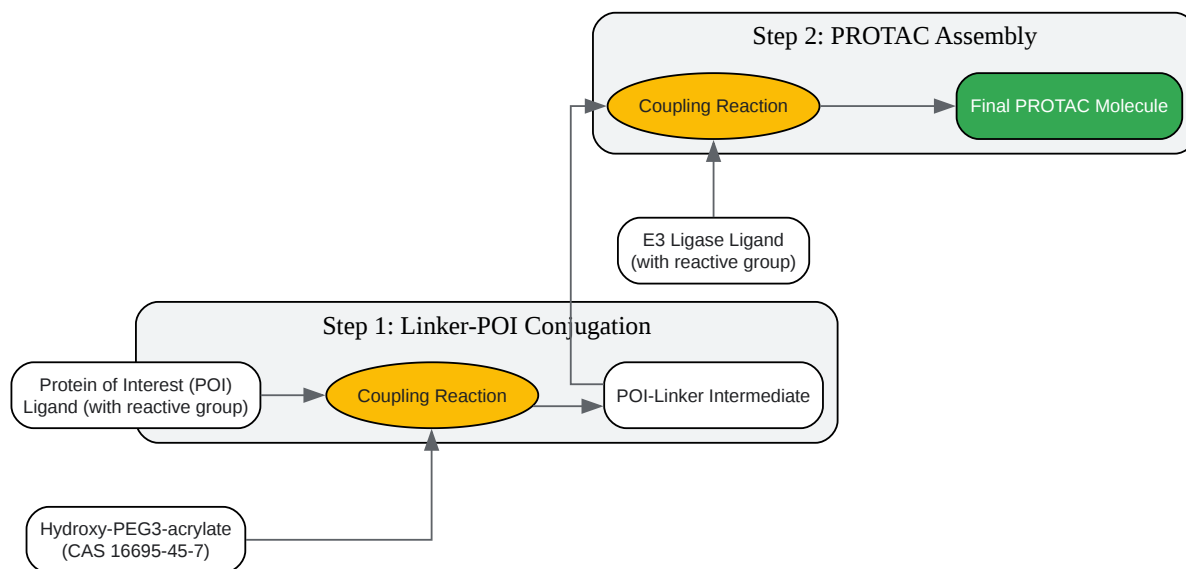 Step 2: PROTAC Assembly
Coupling Reaction
Final PROTAC Molecule
E3 Ligase Ligand
(with reactive group)
Step 1: Linker-POI Conjugation
Protein of Interest (POI)
Ligand (with reactive group)
Coupling Reaction
POI-Linker Intermediate
Hydroxy-PEG3-acrylate
(CAS 16695-45-7)